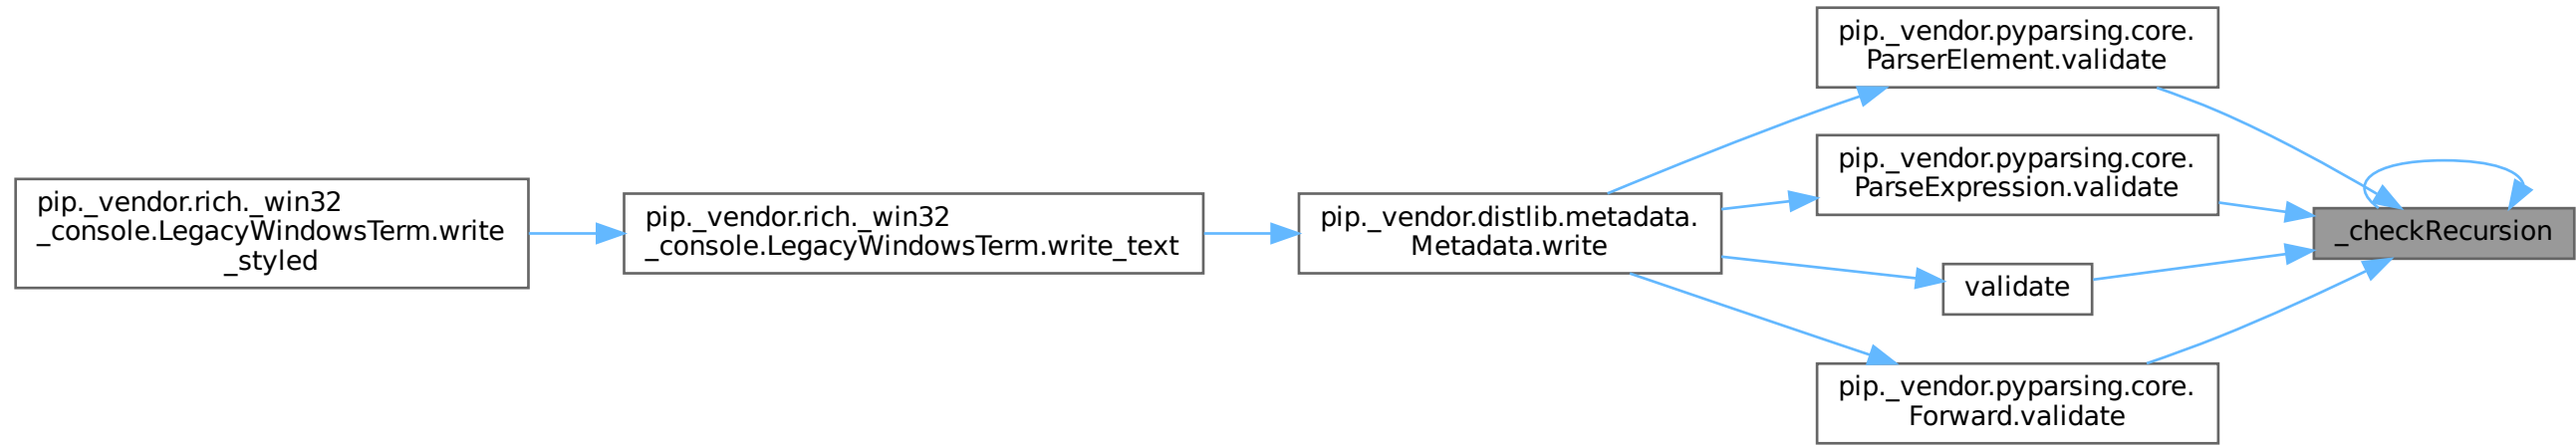 pip._vendor.rich._win32
_console.LegacyWindowsTerm.write
_styled
pip._vendor.rich._win32
_console.LegacyWindowsTerm.write_text
pip._vendor.distlib.metadata.
Metadata.write
pip._vendor.pyparsing.core.
ParserElement.validate
pip._vendor.pyparsing.core.
ParseExpression.validate
validate
pip._vendor.pyparsing.core.
Forward.validate
_checkRecursion